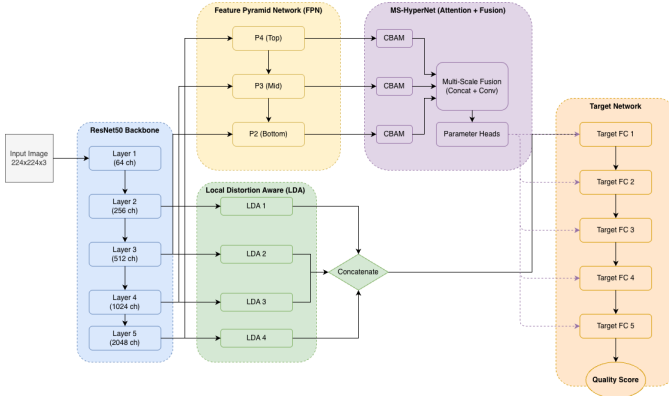 Feature Pyramid Network (FPN)
P4 (Top)
P3 (Mid)
P2 (Bottom)
MS-HyperNet (Attention + Fusion)
CBAM
CBAM
CBAM
Multi-Scale Fusion
(Concat + Conv)
Parameter Heads
Input Image
224x224x3
ResNet50 Backbone
Layer 1
(64 ch)
Layer 2
(256 ch)
Layer 3
(512 ch)
Layer 4
(1024 ch)
Layer 5
(2048 ch)
Local Distortion Aware (LDA)
LDA 1
LDA 2
LDA 3
LDA 4
Concatenate
Target Network
Target FC 1
Target FC 2
Target FC 3
Target FC 4
Target FC 5
Quality Score